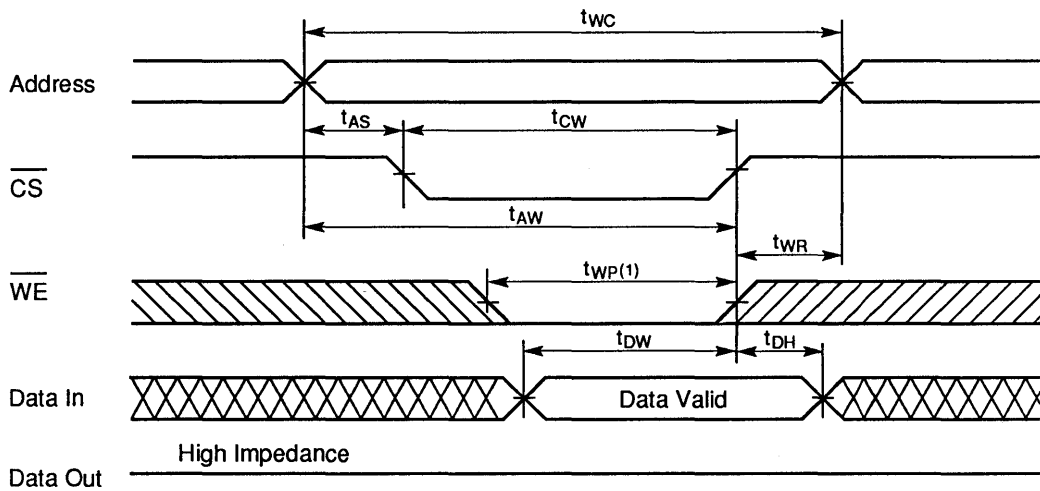 tWC
Address
tAS
tCW
CS
tAW
tWR
WE
tWP(1)
tDW
tDH
Data In
Data Valid
High Impedance
Data Out